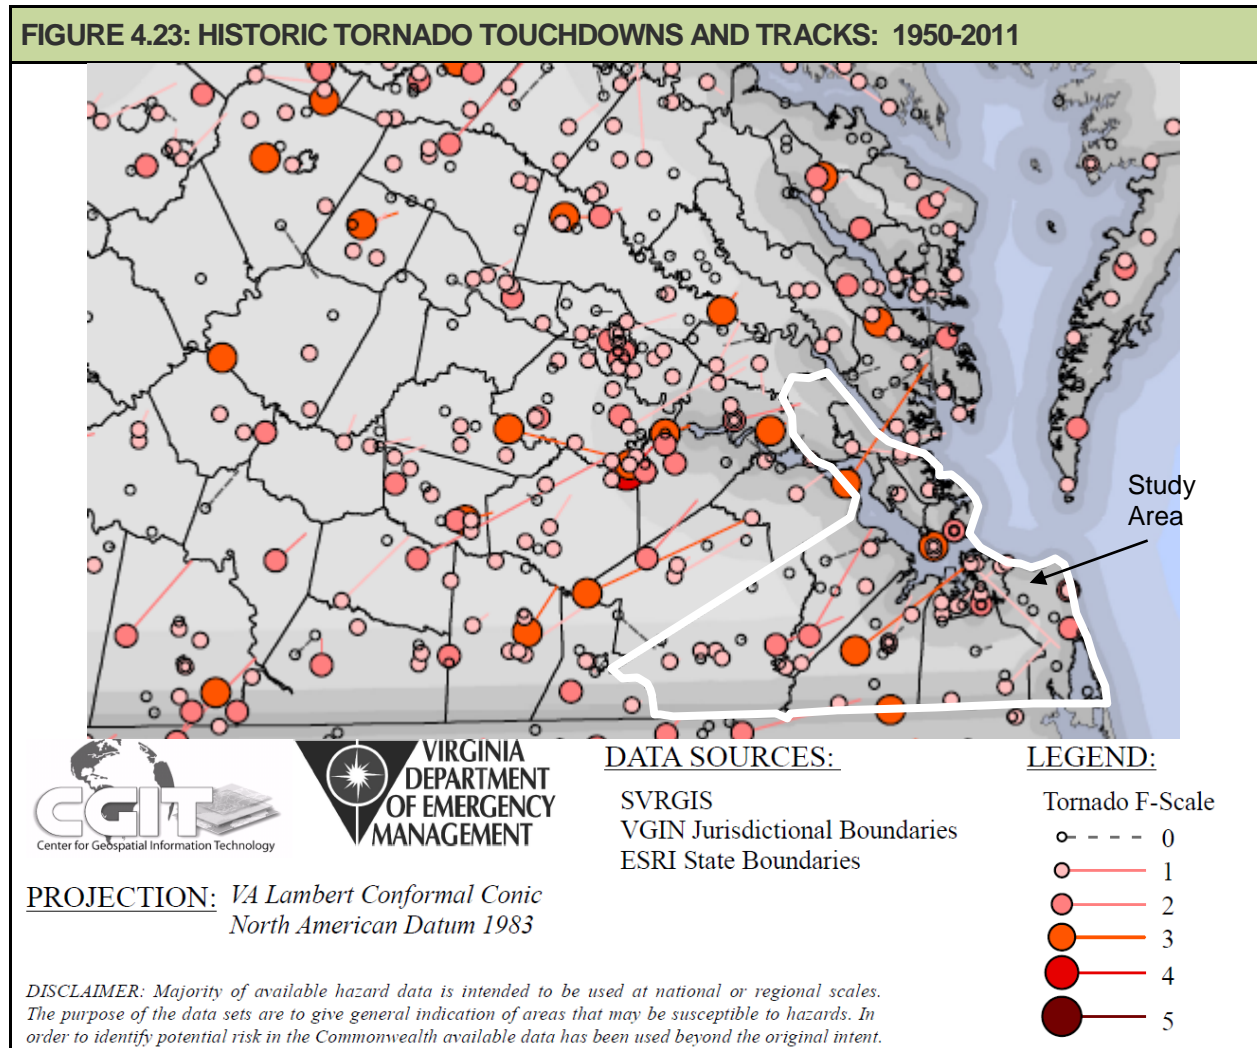 FIGURE 4.23: HISTORIC TORNADO TOUCHDOWNS AND TRACKS: 1950-2011
Study
Area
CGIT
Center for Geospatial Information Technology
VIRGINIA
DEPARTMENT
OF EMERGENCY
MANAGEMENT
DATA SOURCES:
SVRGIS
VGIN Jurisdictional Boundaries
ESRI State Boundaries
LEGEND:
Tornado F-Scale
0
1
2
3
4
5
PROJECTION: VA Lambert Conformal Conic
North American Datum 1983
DISCLAIMER: Majority of available hazard data is intended to be used at national or regional scales.
The purpose of the data sets are to give general indication of areas that may be susceptible to hazards. In
order to identify potential risk in the Commonwealth available data has been used beyond the original intent.